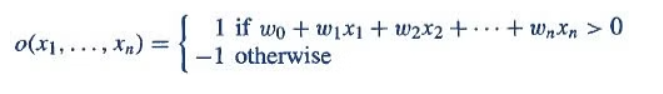 o(x₁, . . . , xₙ) = { 1 if w₀ + w₁x₁ + w₂x₂ + · · · + wₙxₙ > 0
−1 otherwise